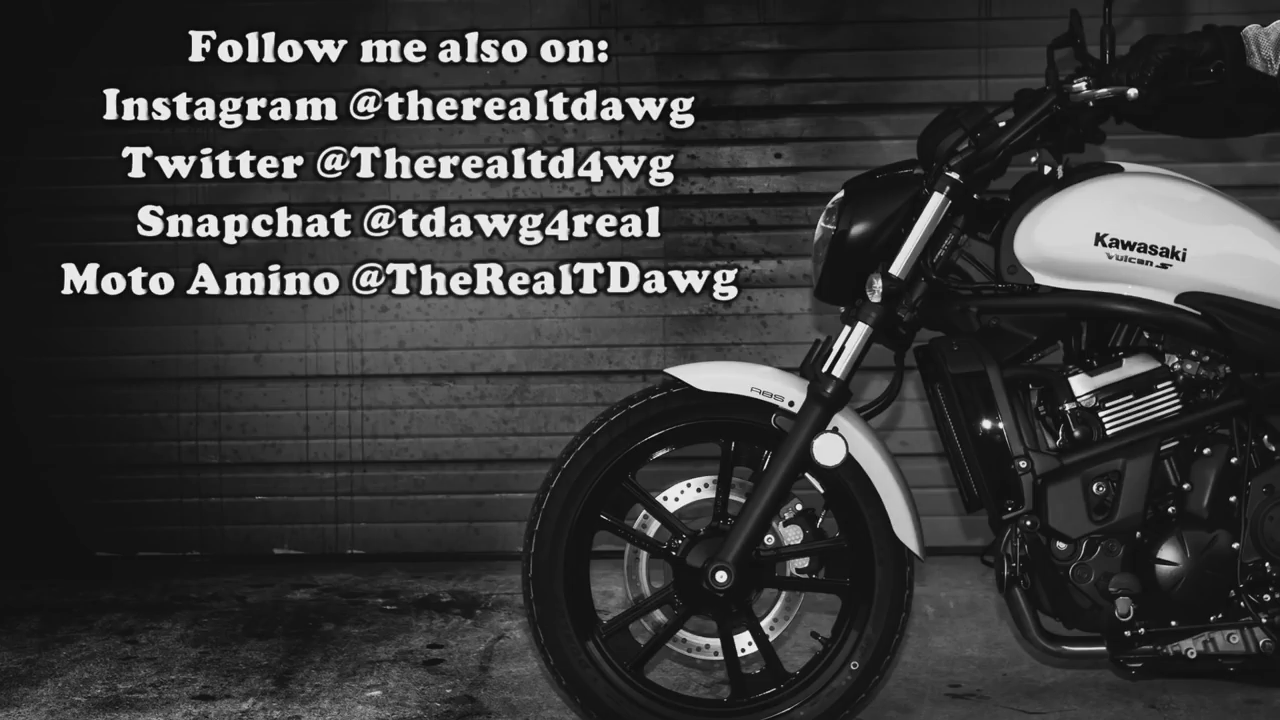 Follow me also on:
Instagram @therealtdawg
Twitter @Therealtd4wg
Snapchat @tdawg4real
Moto Amino @TheRealTDawg
Kawasaki
Vulcan S
ABS